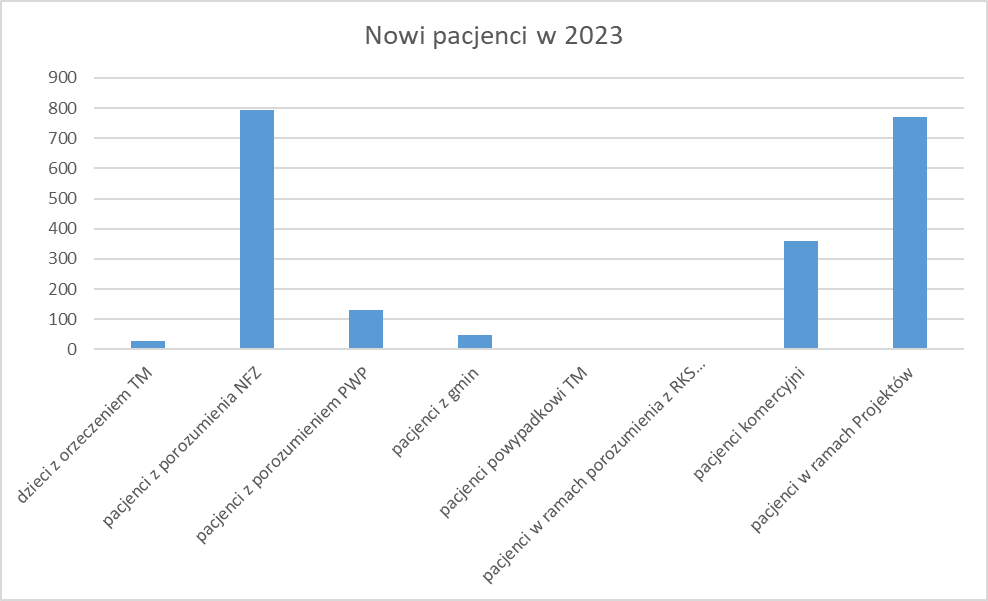 Nowi pacjenci w 2023
900
800
700
600
500
400
300
200
100
0
dzieci z orzeczeniem TM
pacjenci z porozumienia NFZ
pacjenci z porozumieniem PWP
pacjenci z gmin
pacjenci powypadkowi TM
pacjenci w ramach porozumienia z RKS...
pacjenci komercyjni
pacjenci w ramach Projektów